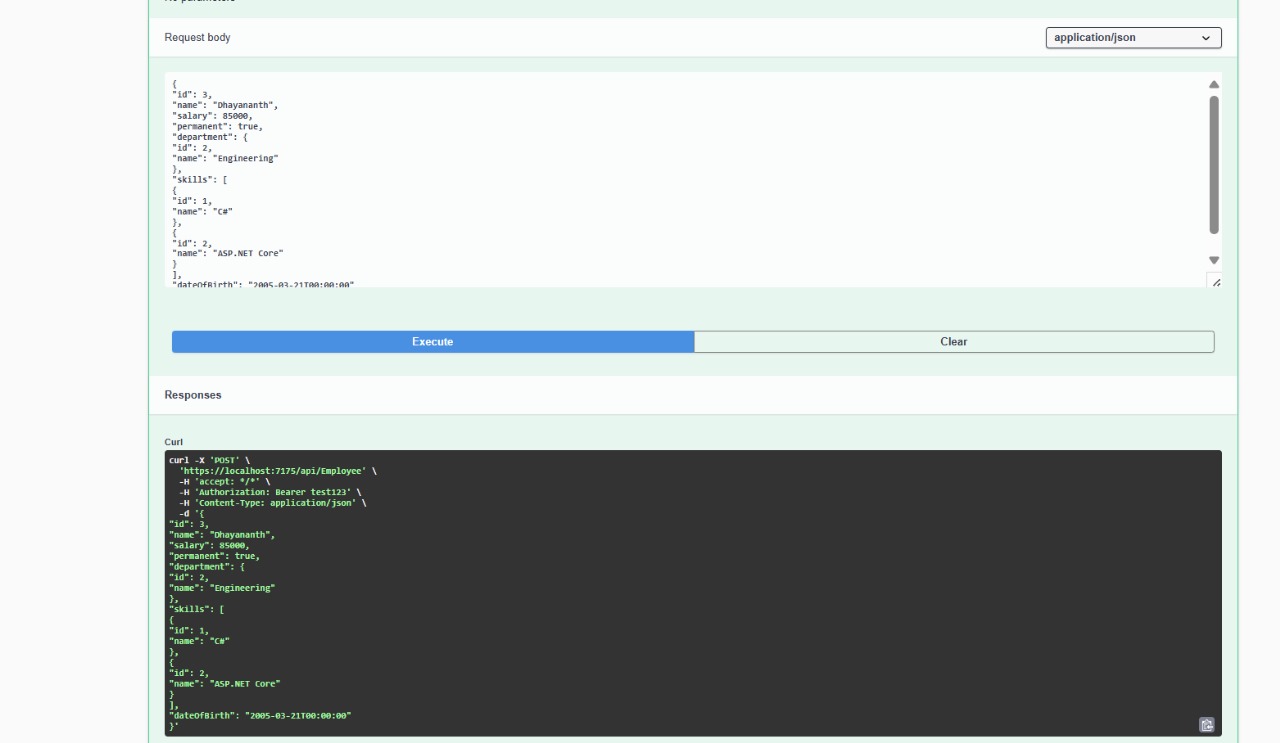 No parameters
Request body
application/json
{
"id": 3,
"name": "Dhayananth",
"salary": 85000,
"permanent": true,
"department": {
"id": 2,
"name": "Engineering"
},
"skills": [
{
"id": 1,
"name": "C#"
},
{
"id": 2,
"name": "ASP.NET Core"
}
],
"dateOfBirth": "2005-03-21T00:00:00"
Execute
Clear
Responses
Curl
curl -X 'POST' \
'https://localhost:7175/api/Employee' \
-H 'accept: */*' \
-H 'Authorization: Bearer test123' \
-H 'Content-Type: application/json' \
-d '{
"id": 3,
"name": "Dhayananth",
"salary": 85000,
"permanent": true,
"department": {
"id": 2,
"name": "Engineering"
},
"skills": [
{
"id": 1,
"name": "C#"
},
{
"id": 2,
"name": "ASP.NET Core"
}
],
"dateOfBirth": "2005-03-21T00:00:00"
}'